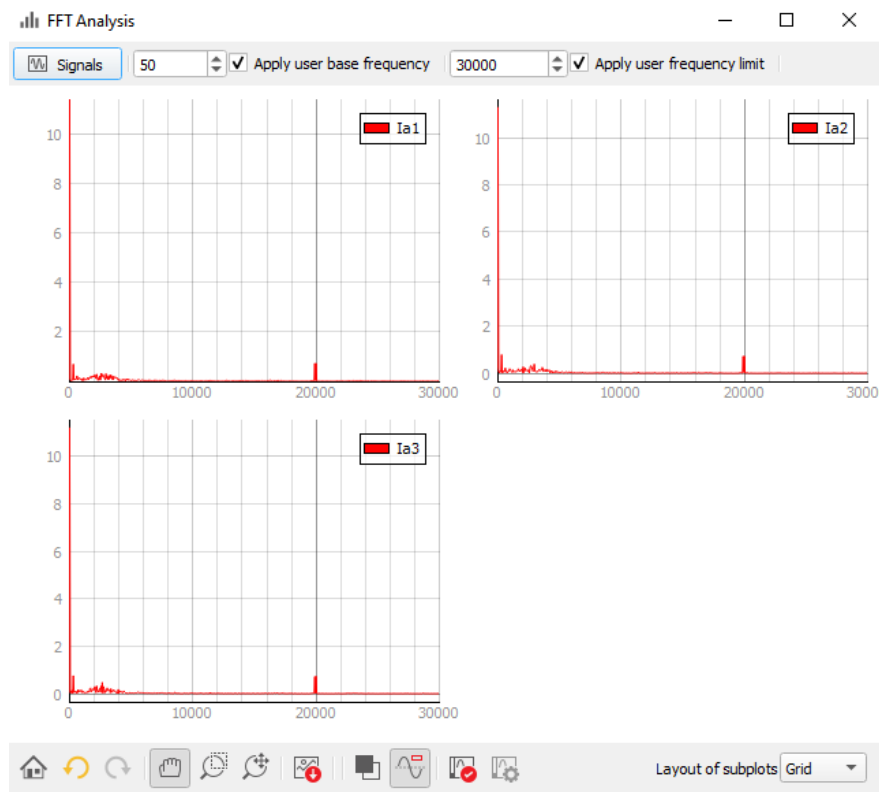 FFT Analysis
Signals 50 Apply user base frequency 30000 Apply user frequency limit
Ia1
10
8
6
4
2
0 10000 20000 30000
Ia2
10
8
6
4
2
0
0 10000 20000 3000
Ia3
10
8
6
4
2
0
0 10000 20000 30000
Layout of subplots Grid